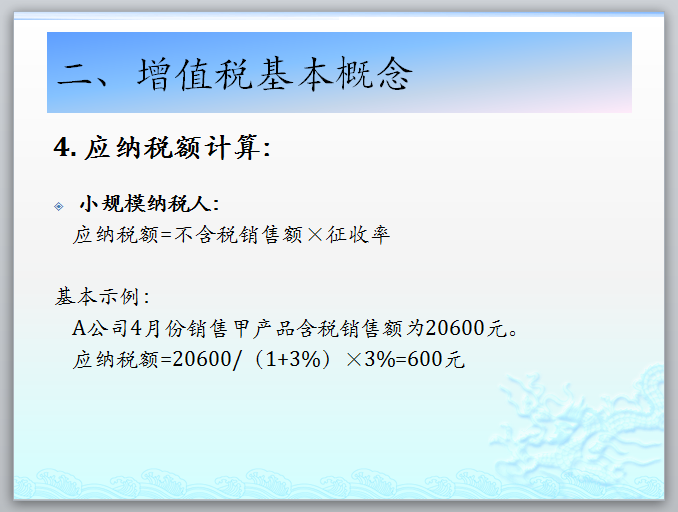 二、增值税基本概念
4. 应纳税额计算:
小规模纳税人:
应纳税额=不含税销售额×征收率
基本示例:
A公司4月份销售甲产品含税销售额为20600元。
应纳税额=20600/（1+3%）×3%=600元